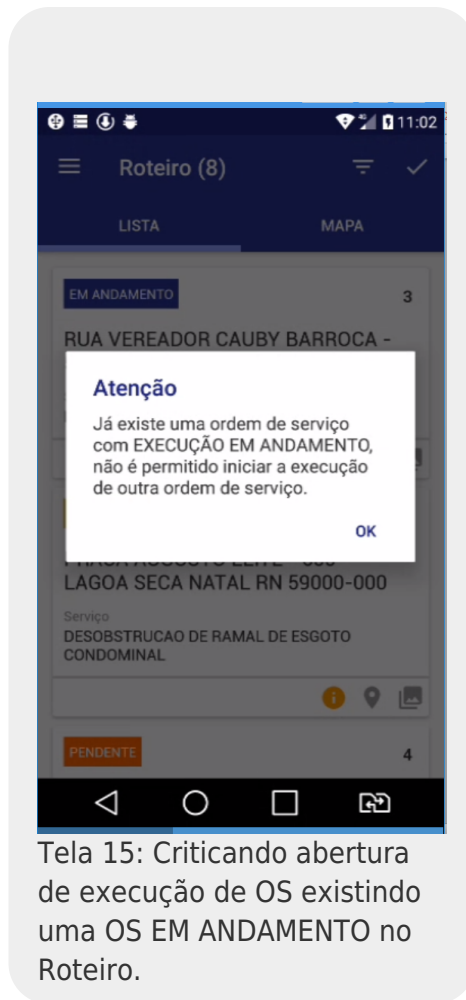 11:02
Roteiro (8)
LISTA
MAPA
EM ANDAMENTO
3
RUA VEREADOR CAUBY BARROCA -
Atenção
Já existe uma ordem de serviço
com EXECUÇÃO EM ANDAMENTO,
não é permitido iniciar a execução
de outra ordem de serviço.
OK
LAGOA SECA NATAL RN 59000-000
Serviço
DESOBSTRUCAO DE RAMAL DE ESGOTO
CONDOMINAL
PENDENTE
4
Tela 15: Criticando abertura
de execução de OS existindo
uma OS EM ANDAMENTO no
Roteiro.